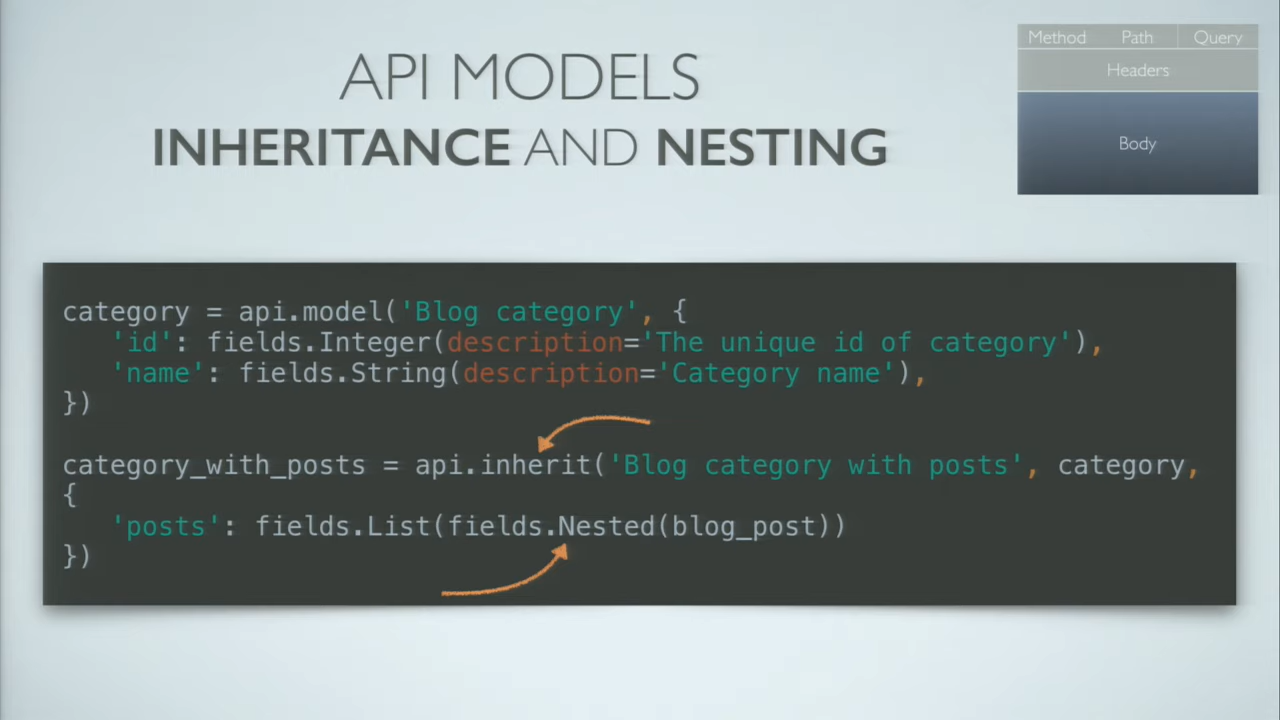 API MODELS
INHERITANCE AND NESTING
Method Path Query
Headers
Body
category = api.model('Blog category', {
   'id': fields.Integer(description='The unique id of category'),
   'name': fields.String(description='Category name'),
})
category_with_posts = api.inherit('Blog category with posts', category,
{
   'posts': fields.List(fields.Nested(blog_post))
})